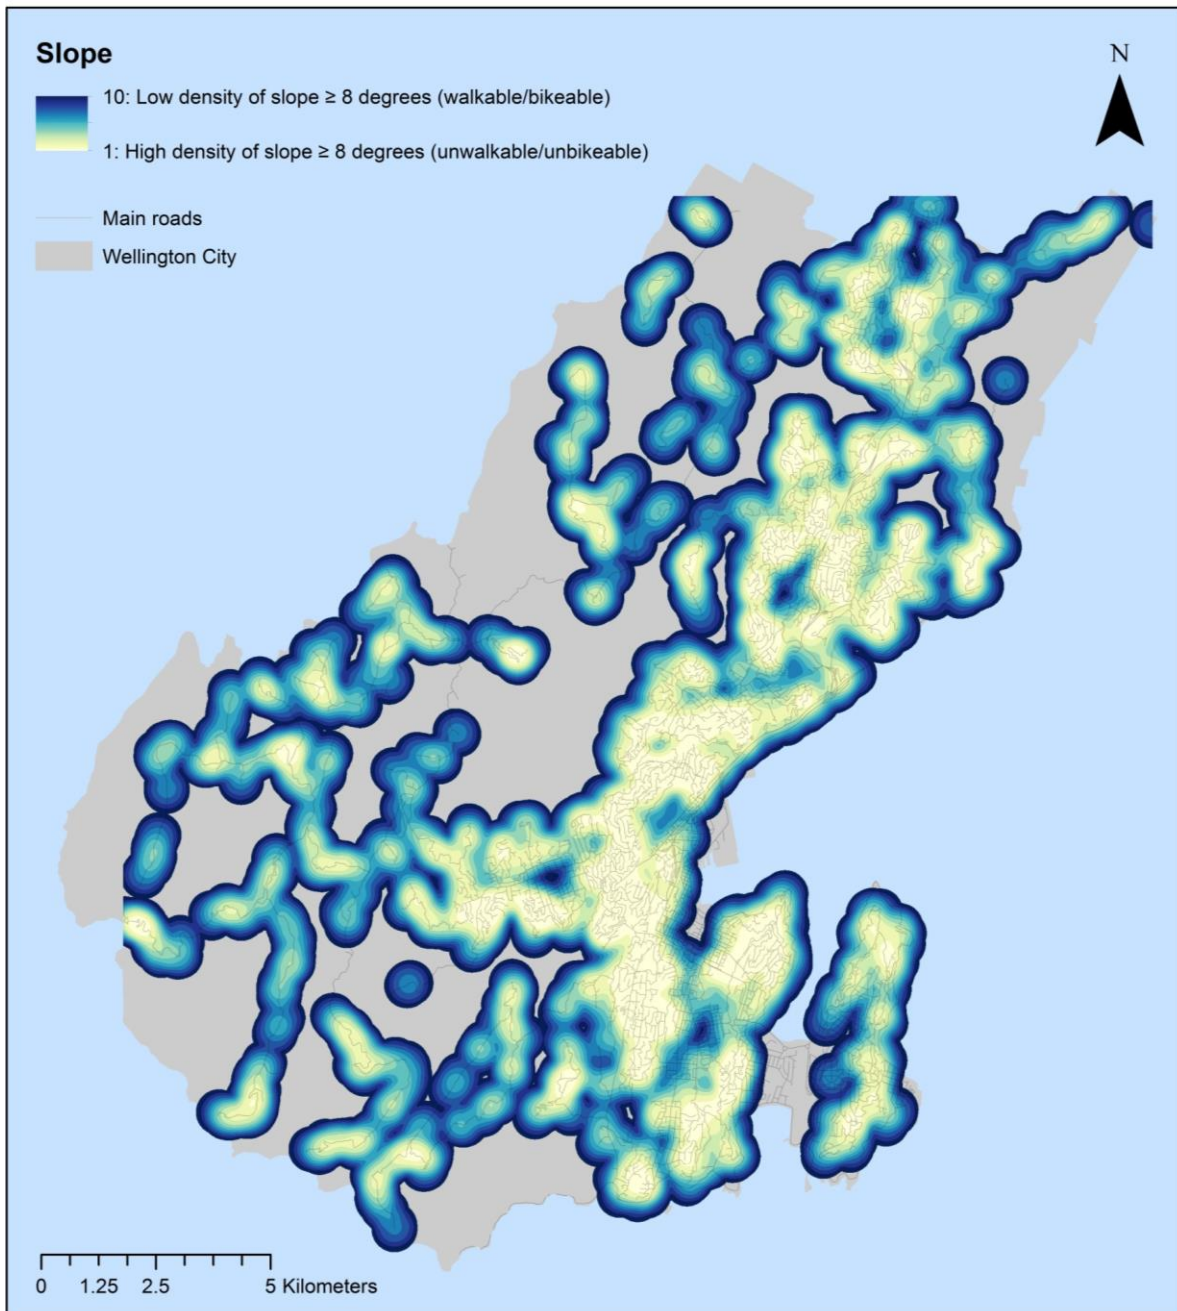 Slope
10: Low density of slope ≥ 8 degrees (walkable/bikeable)
1: High density of slope ≥ 8 degrees (unwalkable/unbikeable)
Main roads
Wellington City
N
0 1.25 2.5 5 Kilometers